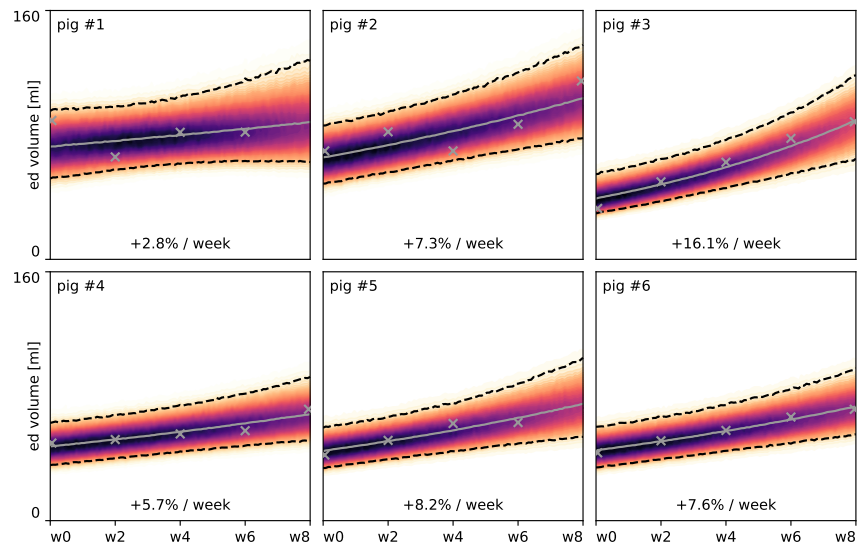 160
pig #1
pig #2
pig #3
ed volume [ml]
0
+2.8% / week
+7.3% / week
+16.1% / week
160
pig #4
pig #5
pig #6
ed volume [ml]
0
+5.7% / week
+8.2% / week
+7.6% / week
w0 w2 w4 w6 w8
w0 w2 w4 w6 w8
w0 w2 w4 w6 w8